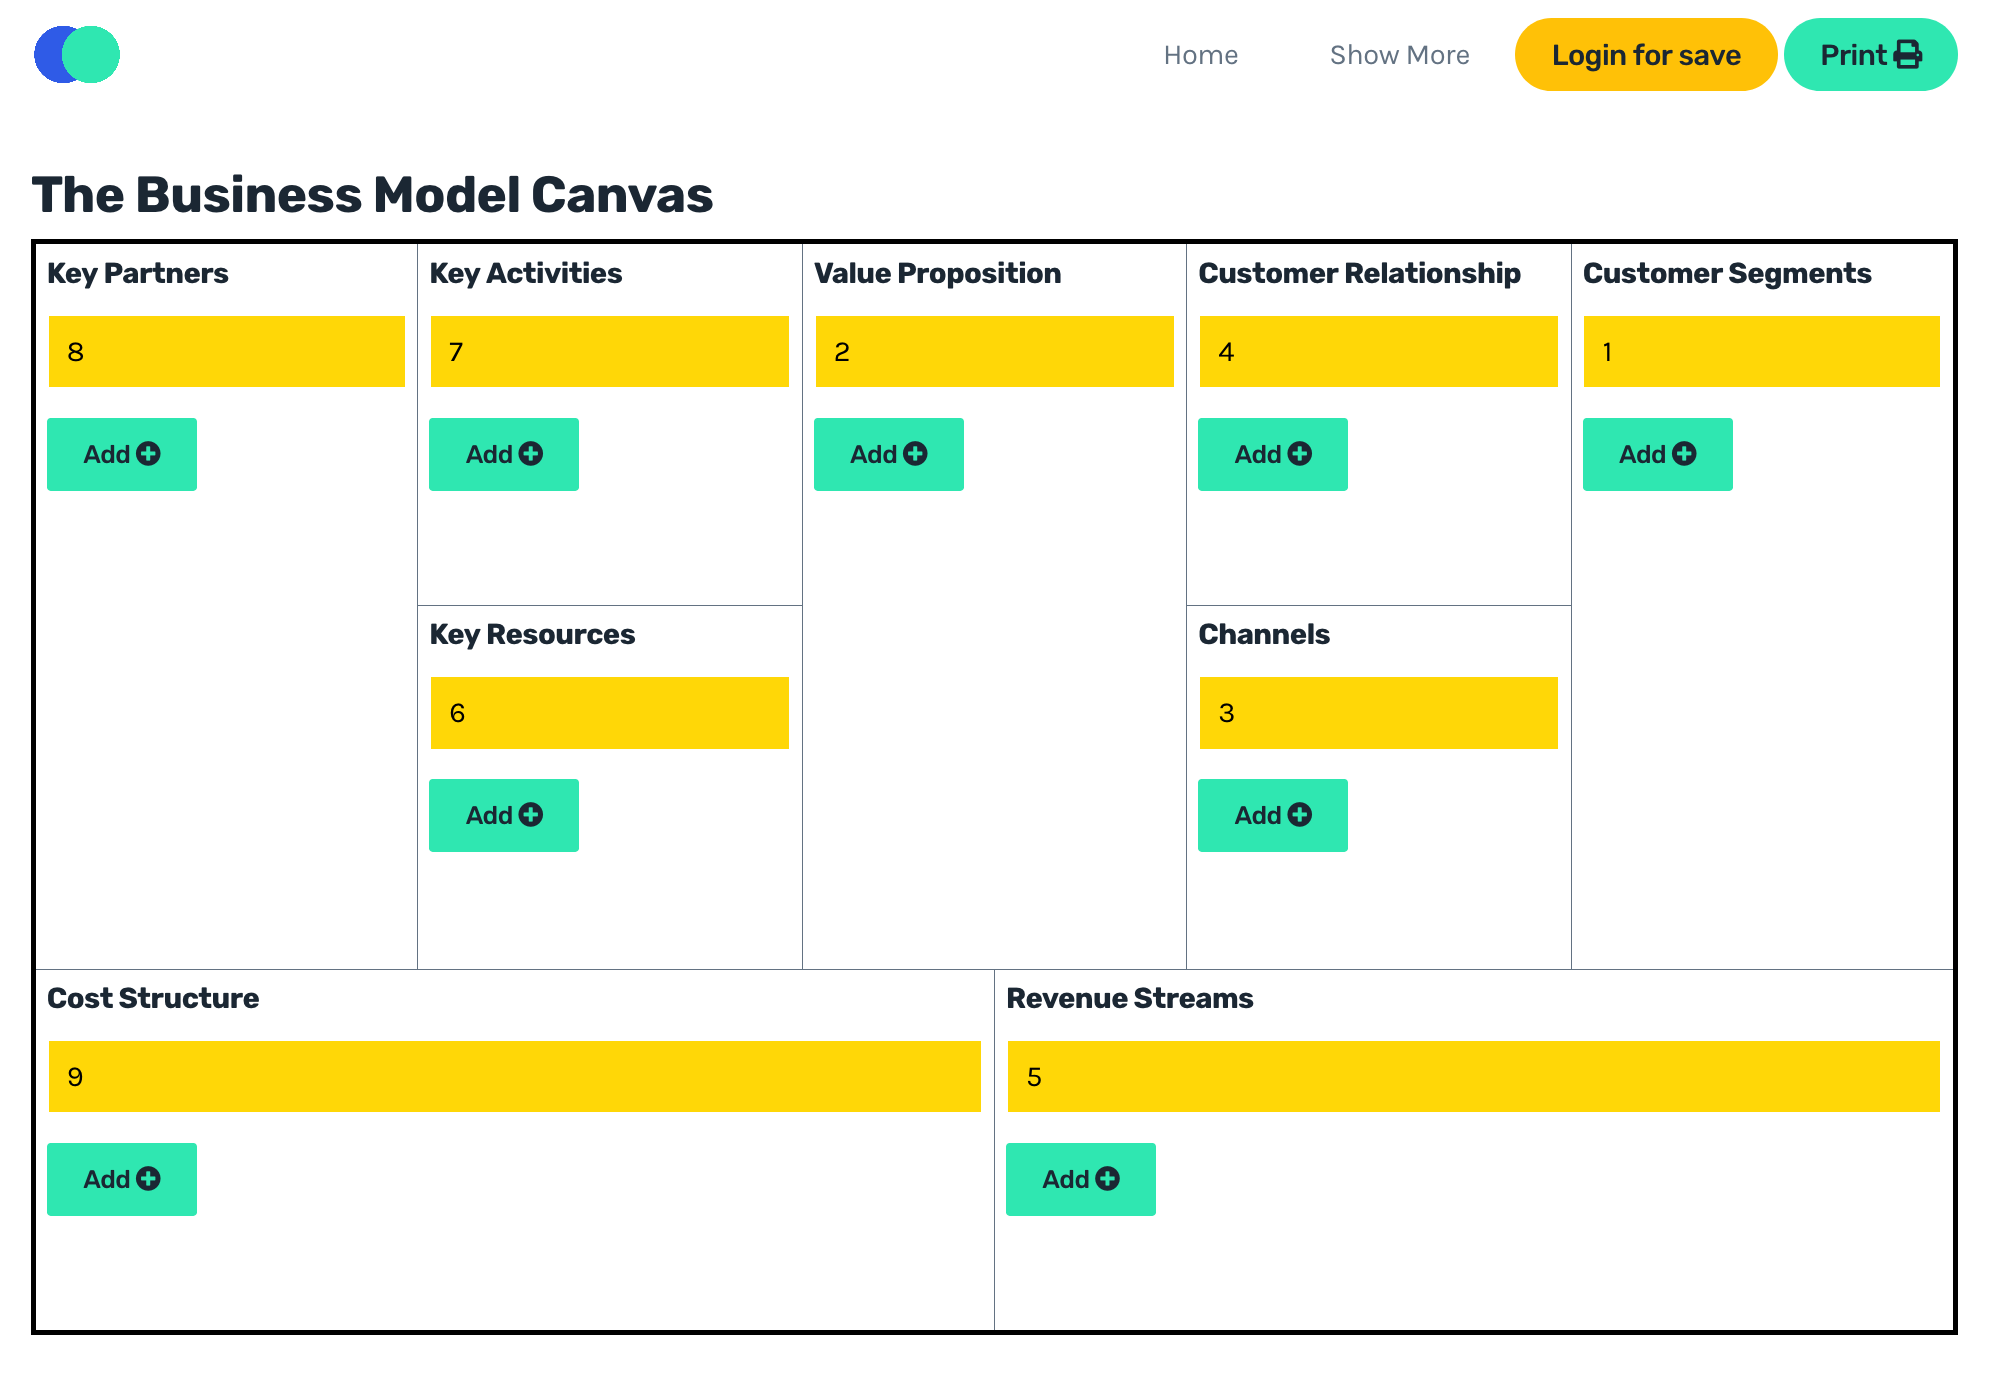 Home
Show More
Login for save
Print
The Business Model Canvas
Key Partners
8
Add
Key Activities
7
Add
Key Resources
6
Add
Value Proposition
2
Add
Customer Relationship
4
Add
Channels
3
Add
Customer Segments
1
Add
Cost Structure
9
Add
Revenue Streams
5
Add